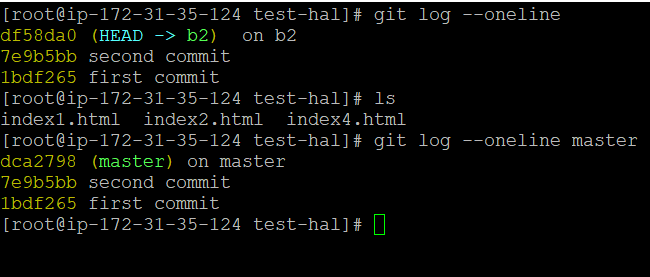 [root@ip-172-31-35-124 test-hal]# git log --oneline
df58da0 (HEAD -> b2)  on b2
7e9b5bb second commit
1bdf265 first commit
[root@ip-172-31-35-124 test-hal]# ls
index1.html  index2.html  index4.html
[root@ip-172-31-35-124 test-hal]# git log --oneline master
dca2798 (master) on master
7e9b5bb second commit
1bdf265 first commit
[root@ip-172-31-35-124 test-hal]#